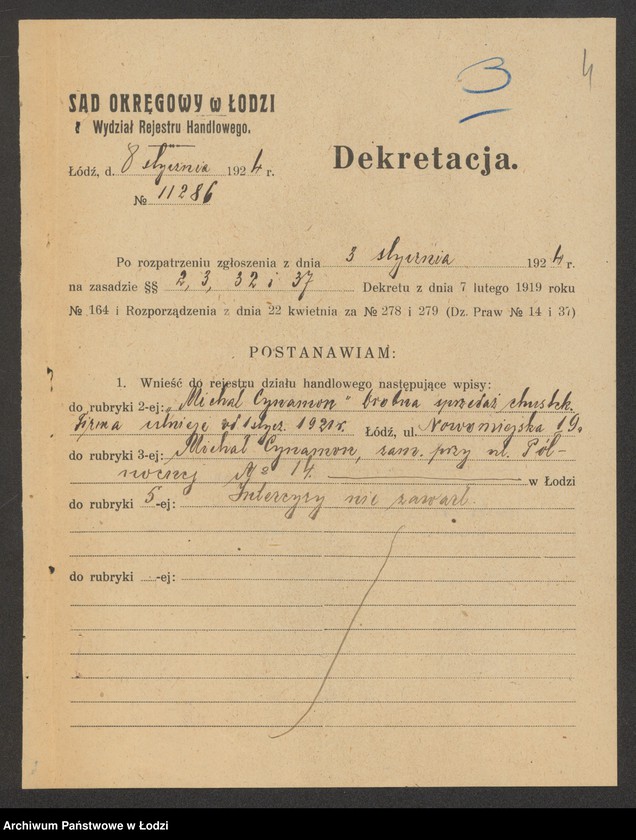 3
4
SĄD OKRĘGOWY w ŁODZI
Wydział Rejestru Handlowego.
Łódź, d. 8 stycznia 1924 r.
№ 11286
Dekretacja.
Po rozpatrzeniu zgłoszenia z dnia 3 stycznia 1924 r.
na zasadzie §§ 2, 3, 32 i 37 Dekretu z dnia 7 lutego 1919 roku
№ 164 i Rozporządzenia z dnia 22 kwietnia za № 278 i 279 (Dz. Praw № 14 i 37)
POSTANAWIAM:
1. Wnieść do rejestru działu handlowego następujące wpisy:
do rubryki 2-ej: „Michał Cynamon" Drobna sprzedaż chustek.
Firma istnieje od 1 stycz. 1921 r. Łódź, ul. Nowomiejska 19.
do rubryki 3-ej: Michał Cynamon, zam. przy ul. Pół-
nocnej № 14. w Łodzi
do rubryki 5-ej: Intercyzy nie zawarł.
do rubryki -ej:
Archiwum Państwowe w Łodzi